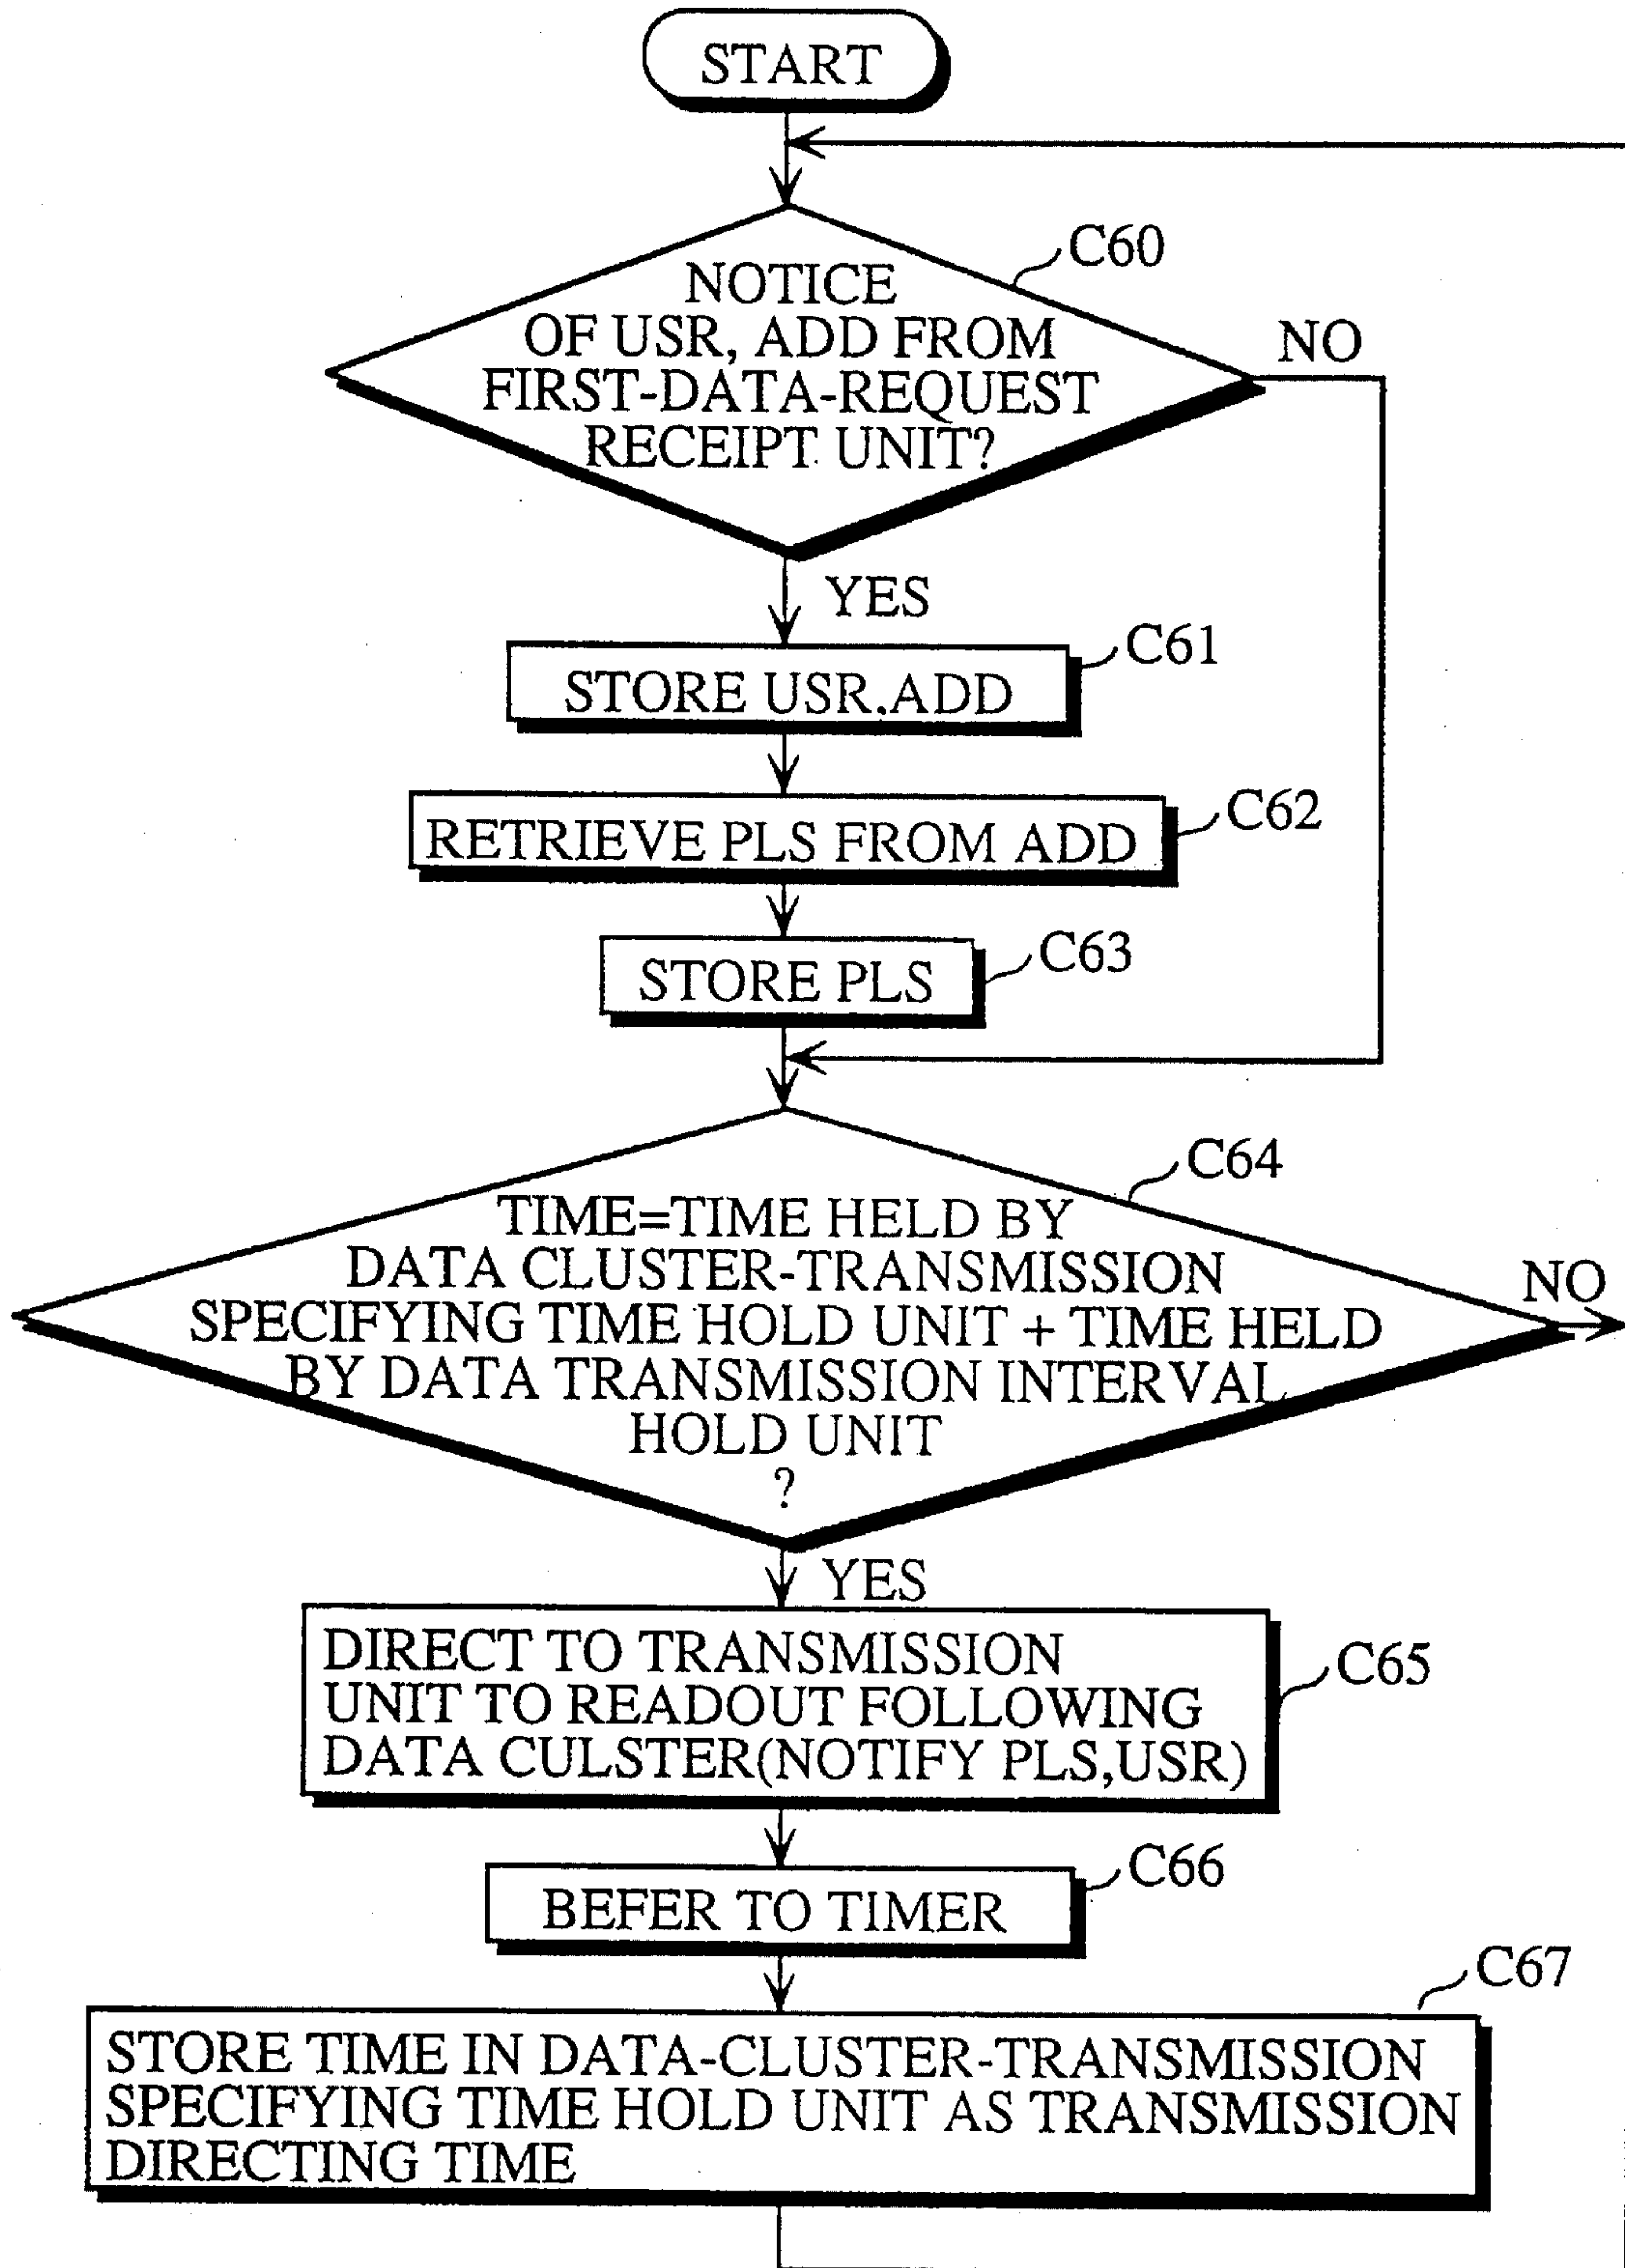 START
C60
NOTICE
OF USR, ADD FROM
FIRST-DATA-REQUEST
RECEIPT UNIT?
NO
YES
C61
STORE USR.ADD
C62
RETRIEVE PLS FROM ADD
C63
STORE PLS
C64
TIME=TIME HELD BY
DATA CLUSTER-TRANSMISSION
SPECIFYING TIME HOLD UNIT + TIME HELD
BY DATA TRANSMISSION INTERVAL
HOLD UNIT
?
NO
YES
DIRECT TO TRANSMISSION
UNIT TO READOUT FOLLOWING
DATA CULSTER(NOTIFY PLS,USR)
C65
C66
BEFER TO TIMER
C67
STORE TIME IN DATA-CLUSTER-TRANSMISSION
SPECIFYING TIME HOLD UNIT AS TRANSMISSION
DIRECTING TIME